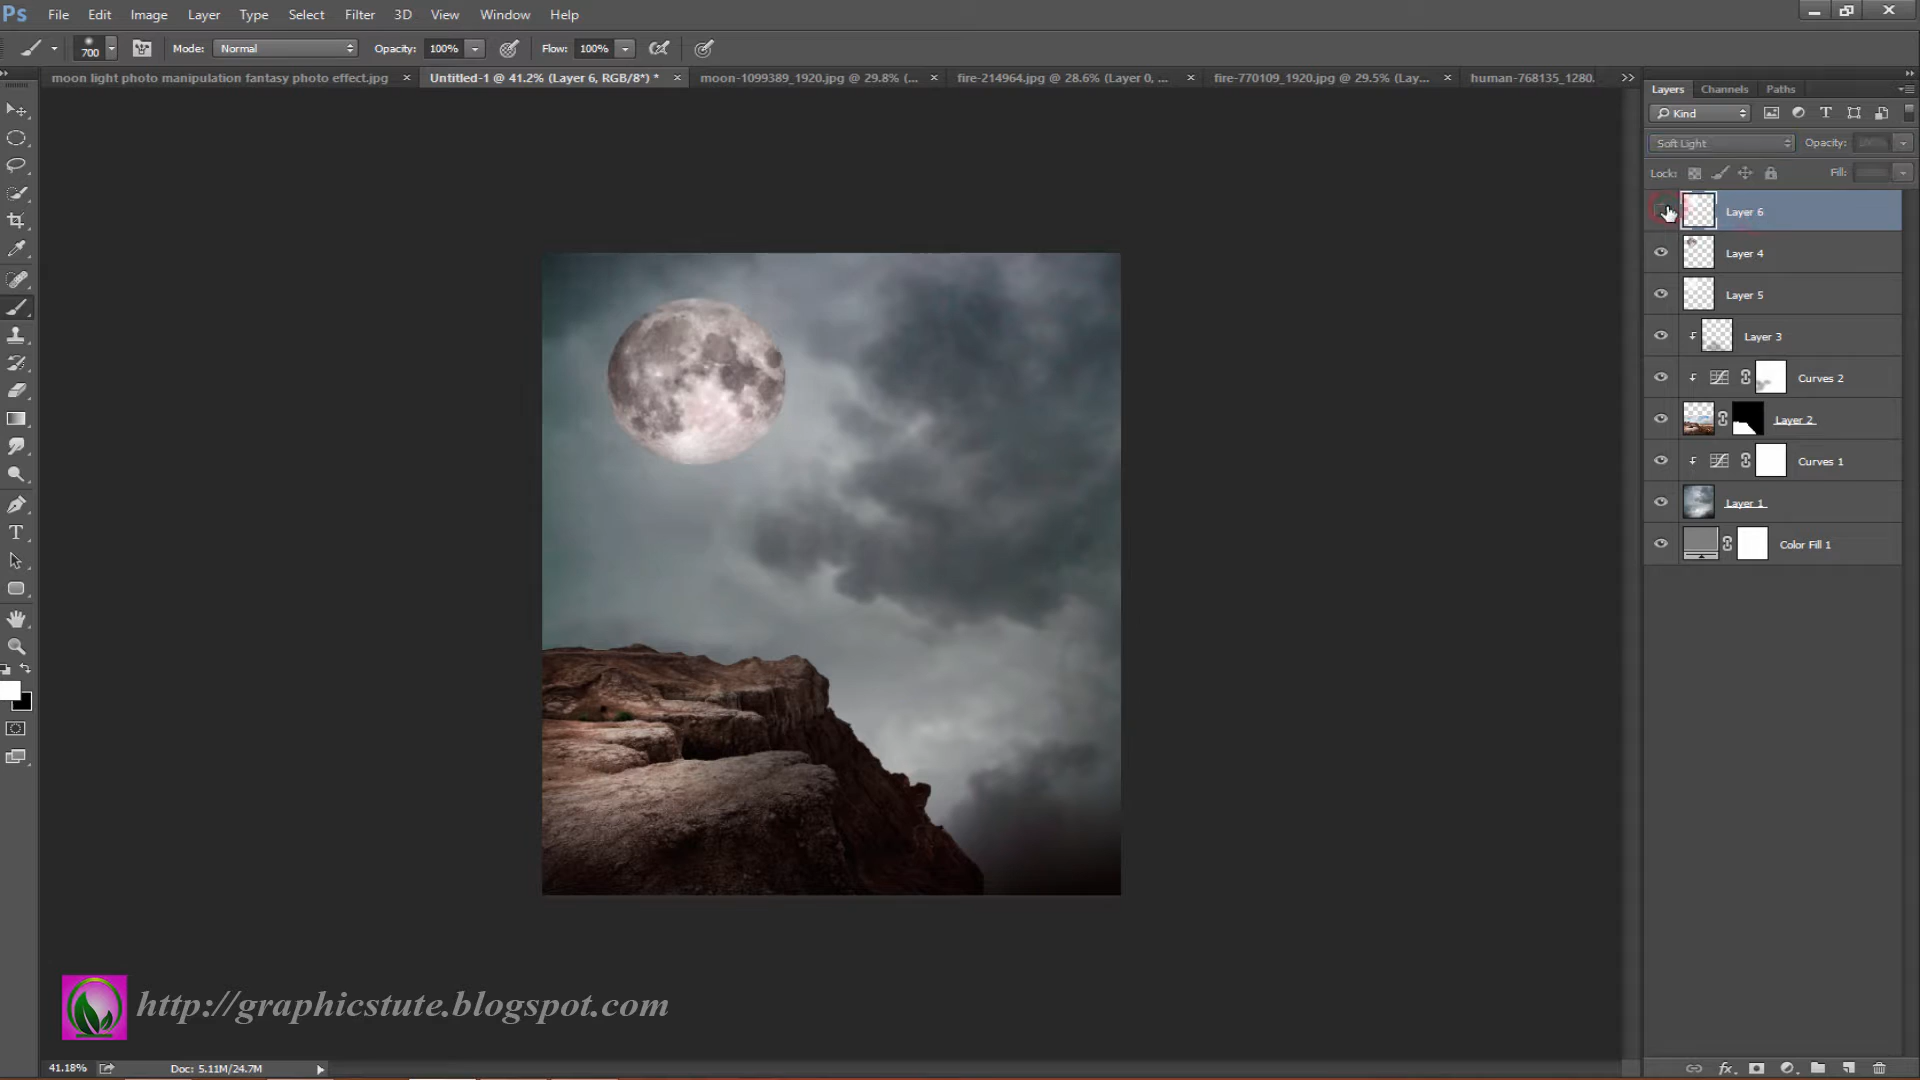 Ps File Edit Image Layer Type Select Filter 3D View Window Help
700 Mode: Normal Opacity: 100% Flow: 100%
moon light photo manipulation fantasy photo effect.jpg × Untitled-1 @ 41.2% (Layer 6, RGB/8*) * × moon-1099389_1920.jpg @ 29.8% (... × fire-214964.jpg @ 28.6% (Layer 0, ... × fire-770109_1920.jpg @ 29.5% (Lay... × human-768135_1280. >>
Layers Channels Paths
Kind
Soft Light Opacity: 100%
Lock: Fill:
Layer 6
Layer 4
Layer 5
Layer 3
Curves 2
Layer 2
Curves 1
Layer 1
Color Fill 1
http://graphicstute.blogspot.com
41.18% Doc: 5.11M/24.7M
fx